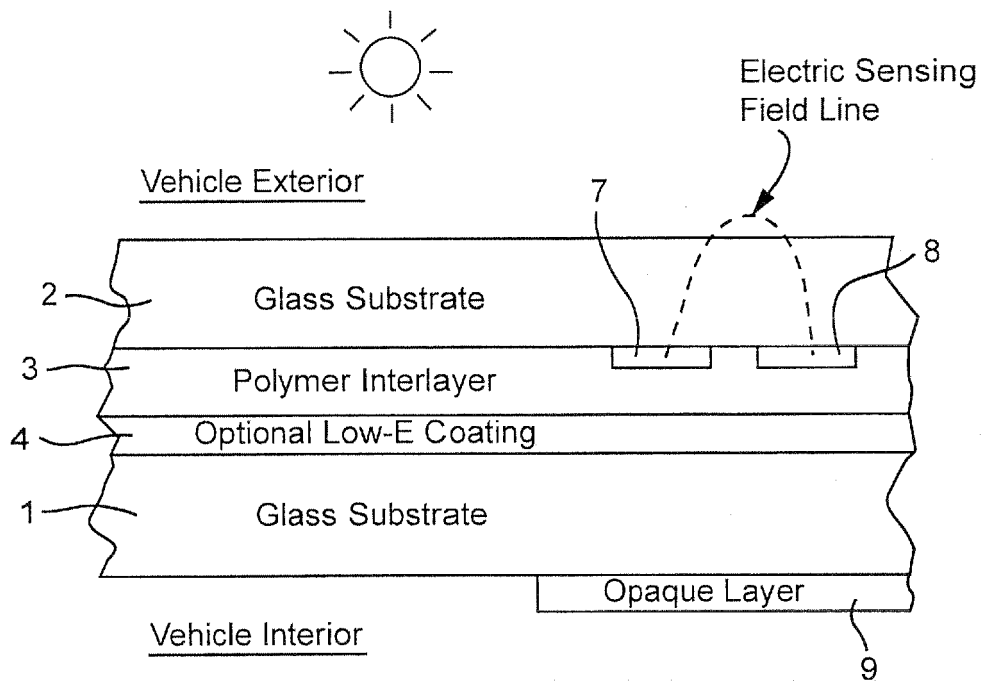 Electric Sensing
Field Line
Vehicle Exterior
7
8
2
Glass Substrate
3
Polymer Interlayer
4
Optional Low-E Coating
1
Glass Substrate
Opaque Layer
Vehicle Interior
9